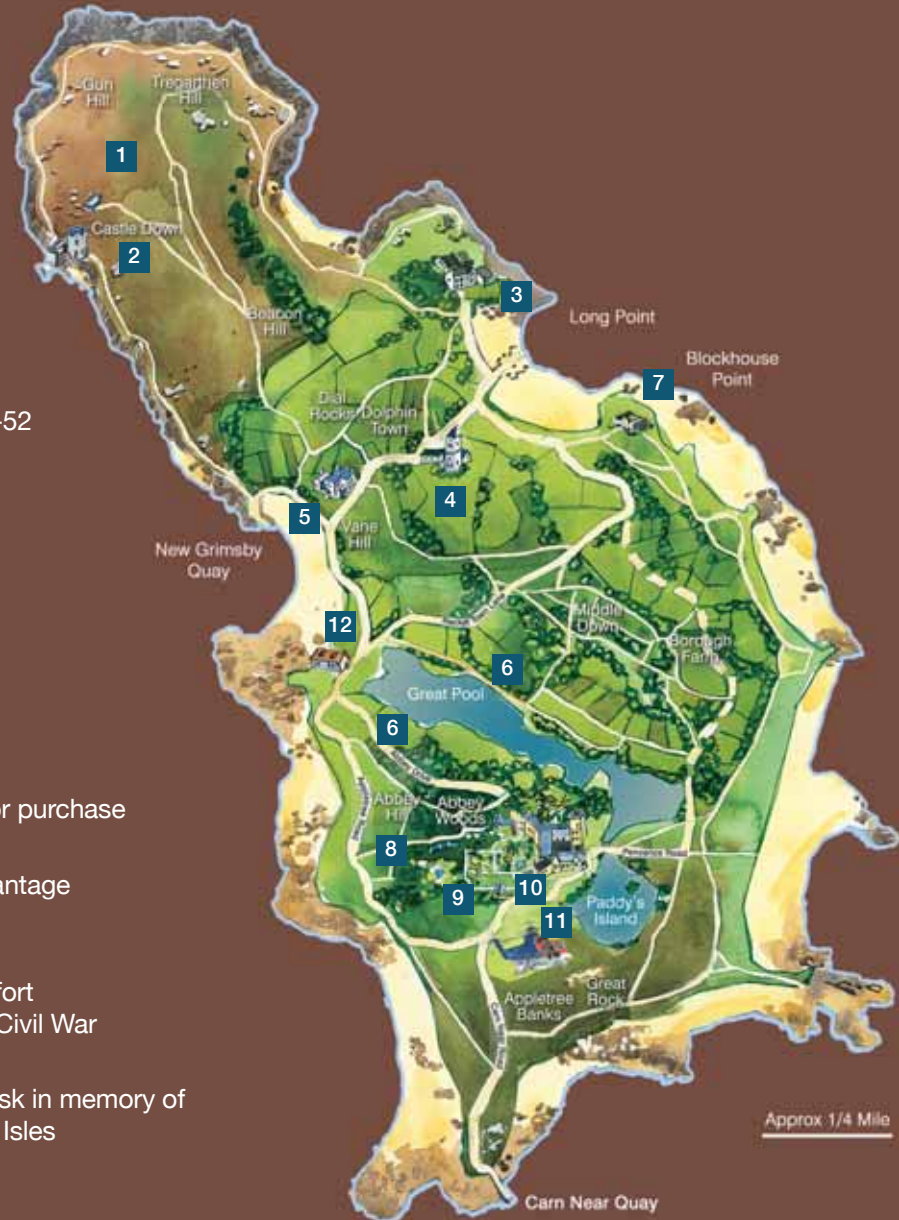 Gun
Hill
Tregarthen
Hill
1
Castle Down
2
3
Long Point
Beacon
Hill
Blockhouse
Point
7
-52
Dial
Rocks
Dolphin
Town
4
5
Vane
Hill
New Grimsby
Quay
12
Middle
Down
Borough
Farm
6
Great Pool
6
or purchase
Abbey
Hill
Abbey
Woods
8
Pentance Road
antage
9
10
Paddy's
Island
11
fort
Civil War
Appletree
Banks
Great
Rock
sk in memory of
Isles
Approx 1/4 Mile
Carn Near Quay